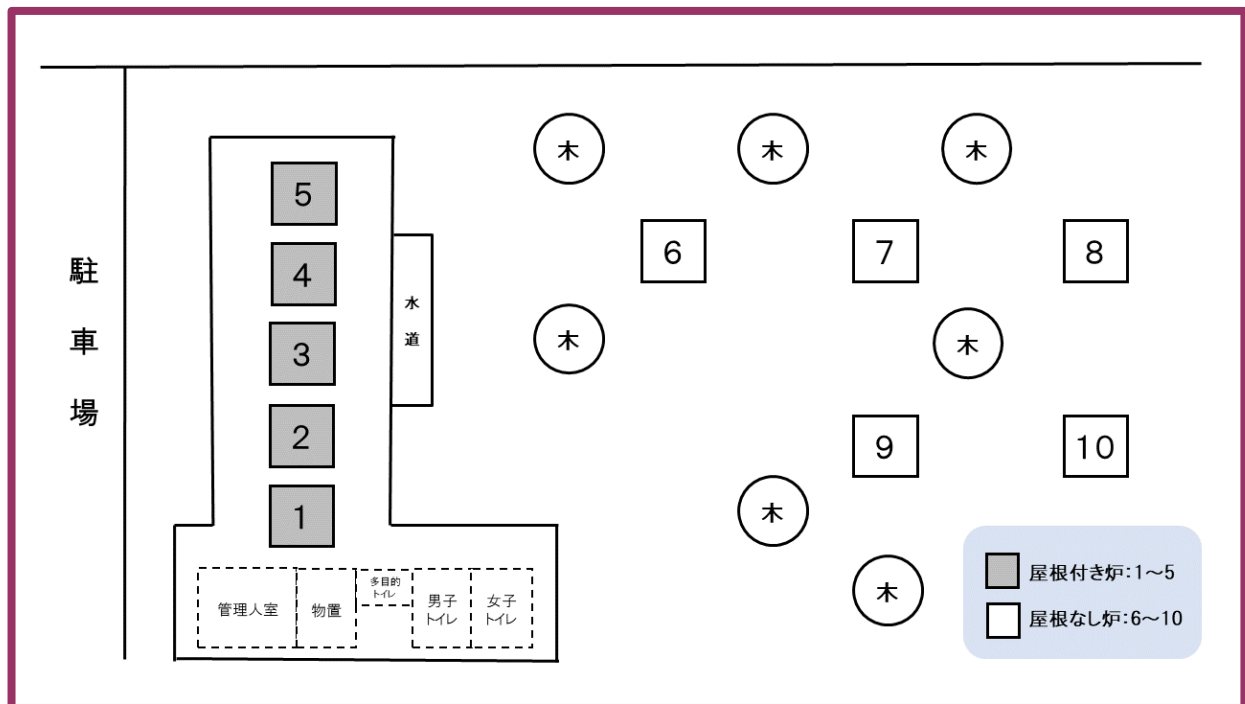 木
木
木
5
6
7
8
4
駐車場
水道
木
木
3
2
9
10
1
木
木
管理人室
物置
多目的
トイレ
男子
トイレ
女子
トイレ
屋根付き炉:1～5
屋根なし炉:6～10